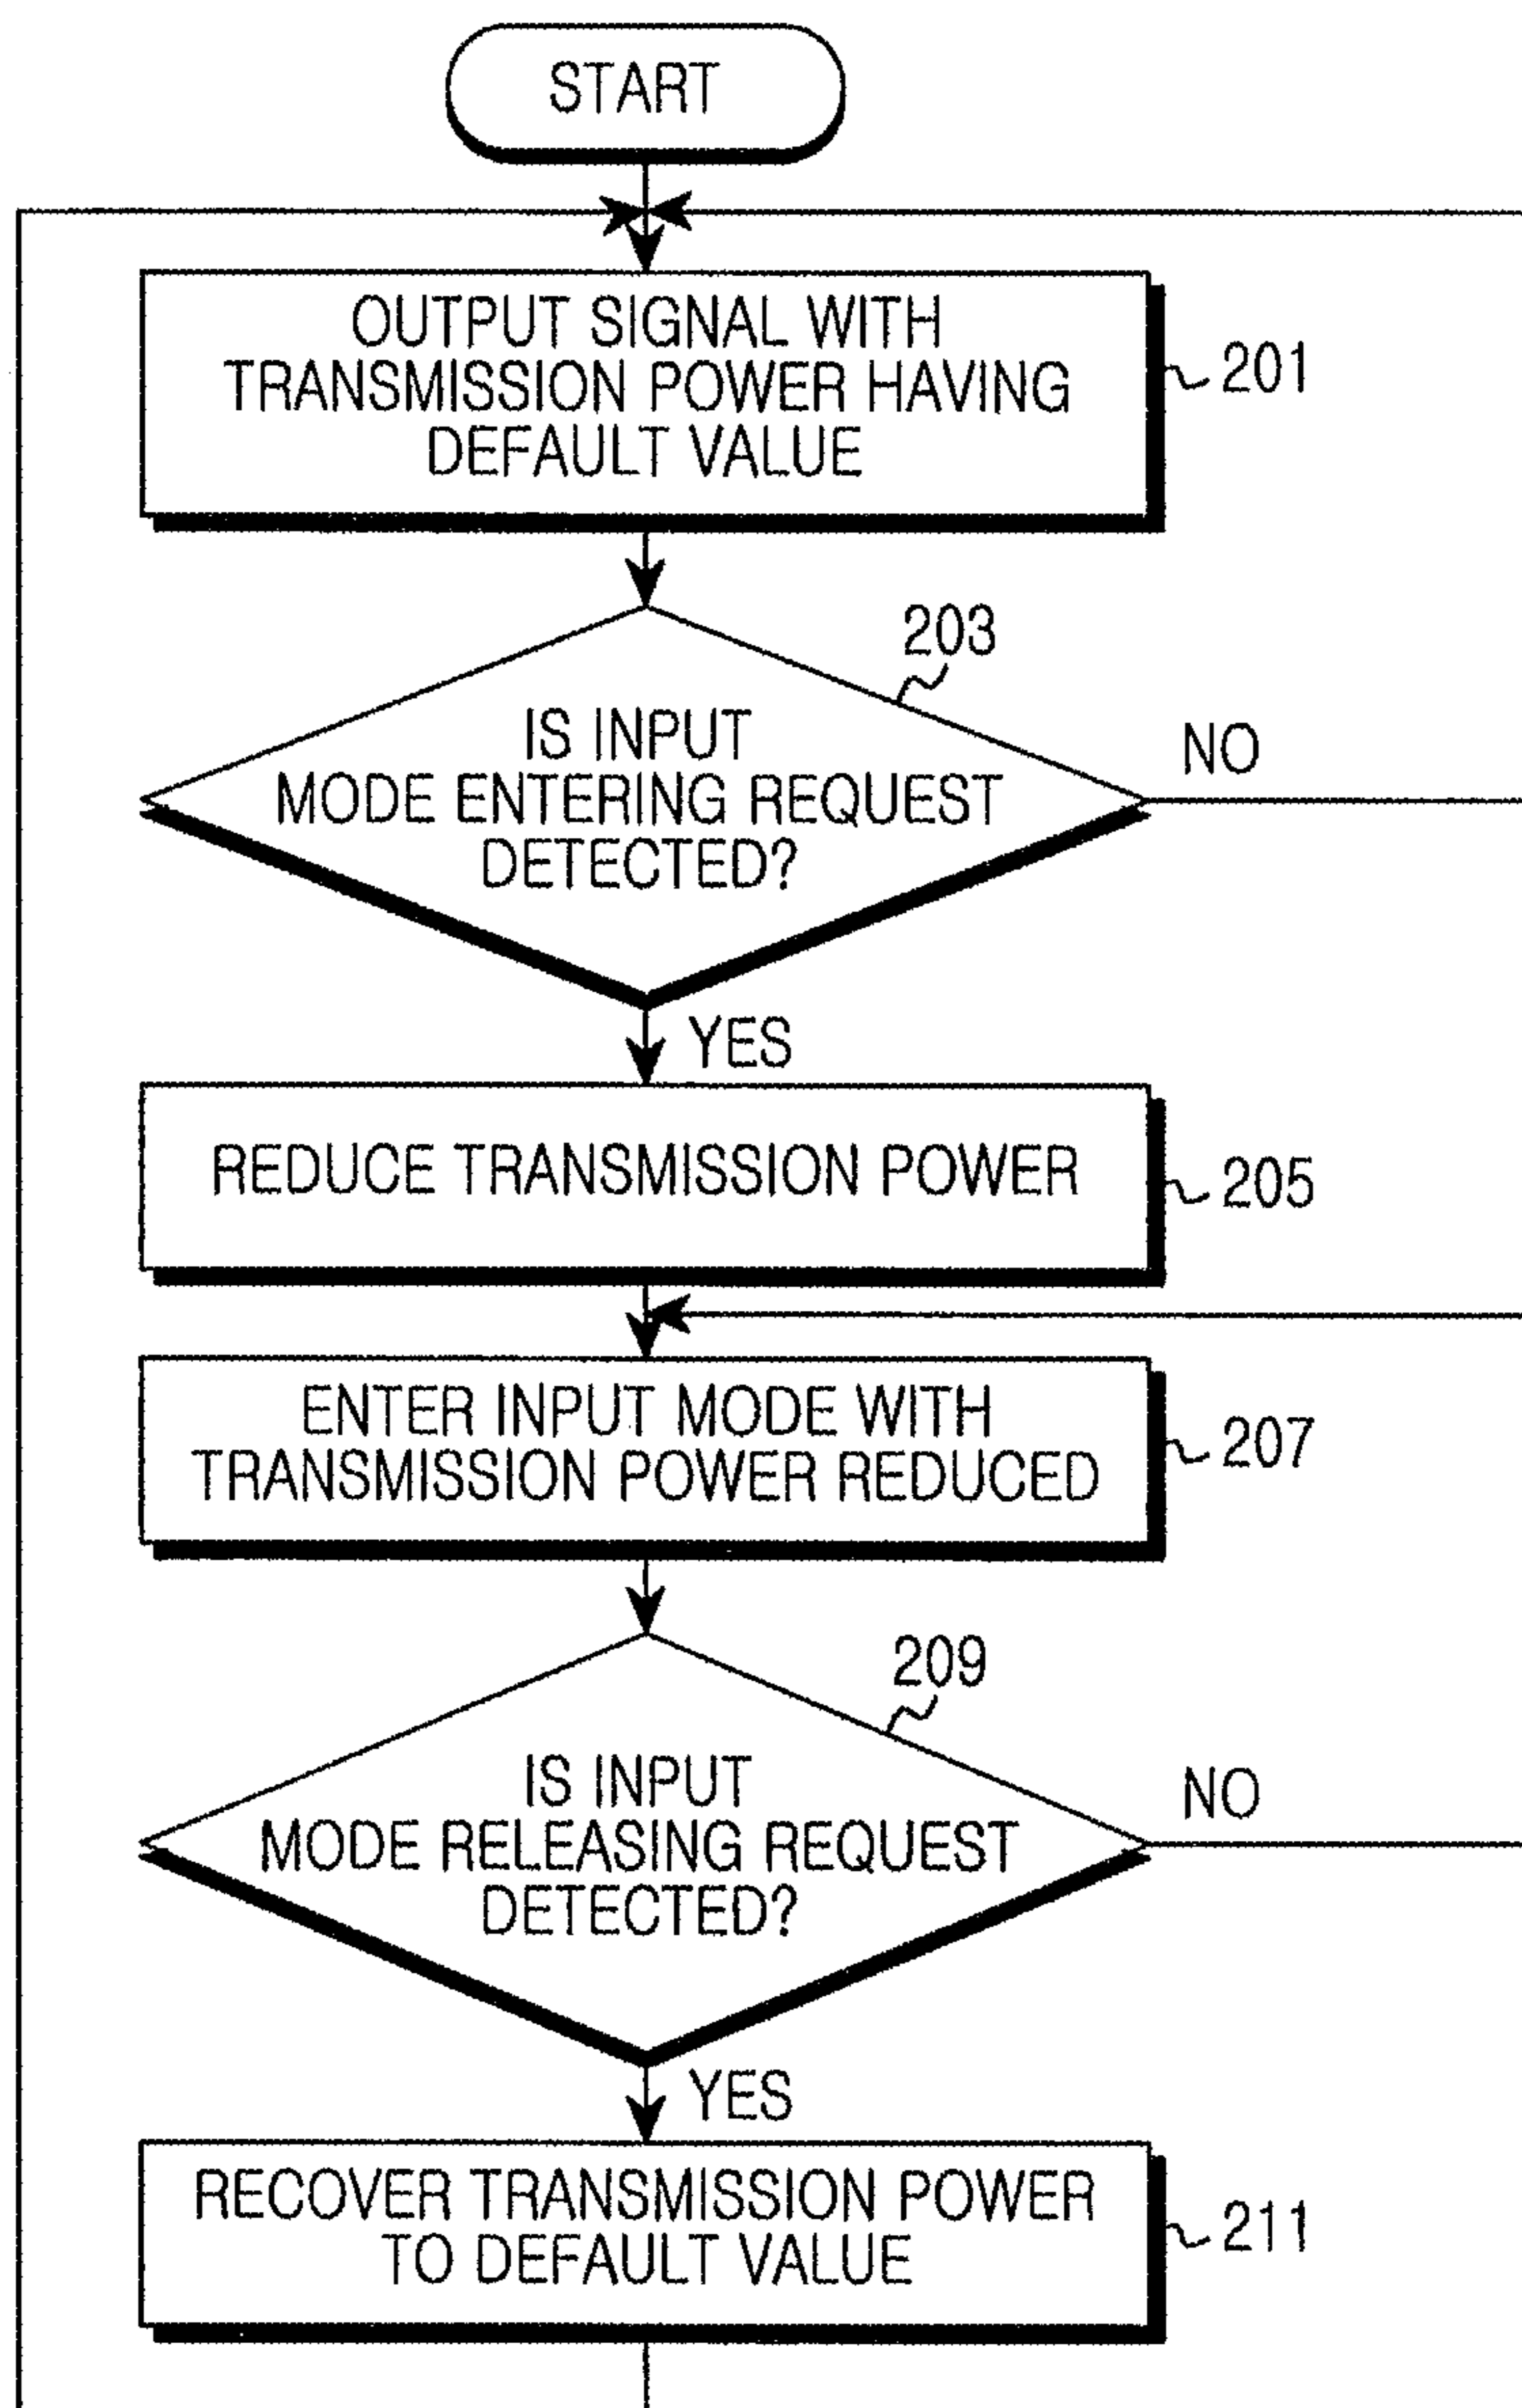 START
OUTPUT SIGNAL WITH
TRANSMISSION POWER HAVING
DEFAULT VALUE
201
203
IS INPUT
MODE ENTERING REQUEST
DETECTED?
NO
YES
REDUCE TRANSMISSION POWER
205
ENTER INPUT MODE WITH
TRANSMISSION POWER REDUCED
207
209
IS INPUT
MODE RELEASING REQUEST
DETECTED?
NO
YES
RECOVER TRANSMISSION POWER
TO DEFAULT VALUE
211